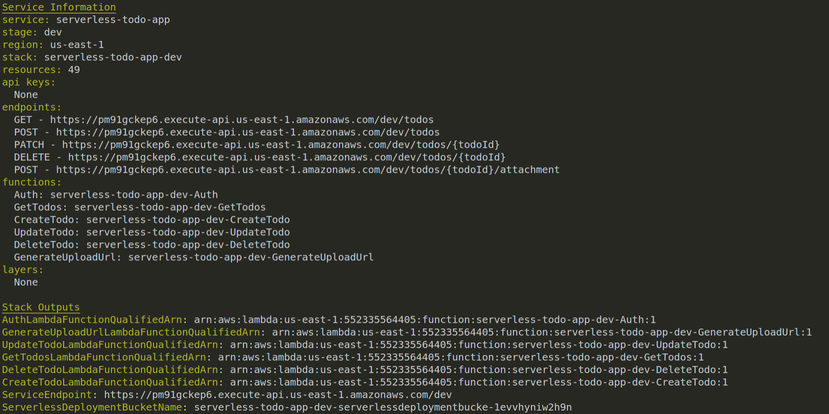 Service Information
service: serverless-todo-app
stage: dev
region: us-east-1
stack: serverless-todo-app-dev
resources: 49
api keys:
  None
endpoints:
  GET - https://pm91gckep6.execute-api.us-east-1.amazonaws.com/dev/todos
  POST - https://pm91gckep6.execute-api.us-east-1.amazonaws.com/dev/todos
  PATCH - https://pm91gckep6.execute-api.us-east-1.amazonaws.com/dev/todos/{todoId}
  DELETE - https://pm91gckep6.execute-api.us-east-1.amazonaws.com/dev/todos/{todoId}
  POST - https://pm91gckep6.execute-api.us-east-1.amazonaws.com/dev/todos/{todoId}/attachment
functions:
  Auth: serverless-todo-app-dev-Auth
  GetTodos: serverless-todo-app-dev-GetTodos
  CreateTodo: serverless-todo-app-dev-CreateTodo
  UpdateTodo: serverless-todo-app-dev-UpdateTodo
  DeleteTodo: serverless-todo-app-dev-DeleteTodo
  GenerateUploadUrl: serverless-todo-app-dev-GenerateUploadUrl
layers:
  None
Stack Outputs
AuthLambdaFunctionQualifiedArn: arn:aws:lambda:us-east-1:552335564405:function:serverless-todo-app-dev-Auth:1
GenerateUploadUrlLambdaFunctionQualifiedArn: arn:aws:lambda:us-east-1:552335564405:function:serverless-todo-app-dev-GenerateUploadUrl:1
UpdateTodoLambdaFunctionQualifiedArn: arn:aws:lambda:us-east-1:552335564405:function:serverless-todo-app-dev-UpdateTodo:1
GetTodosLambdaFunctionQualifiedArn: arn:aws:lambda:us-east-1:552335564405:function:serverless-todo-app-dev-GetTodos:1
DeleteTodoLambdaFunctionQualifiedArn: arn:aws:lambda:us-east-1:552335564405:function:serverless-todo-app-dev-DeleteTodo:1
CreateTodoLambdaFunctionQualifiedArn: arn:aws:lambda:us-east-1:552335564405:function:serverless-todo-app-dev-CreateTodo:1
ServiceEndpoint: https://pm91gckep6.execute-api.us-east-1.amazonaws.com/dev
ServerlessDeploymentBucketName: serverless-todo-app-dev-serverlessdeploymentbucke-1evvhyniw2h9n